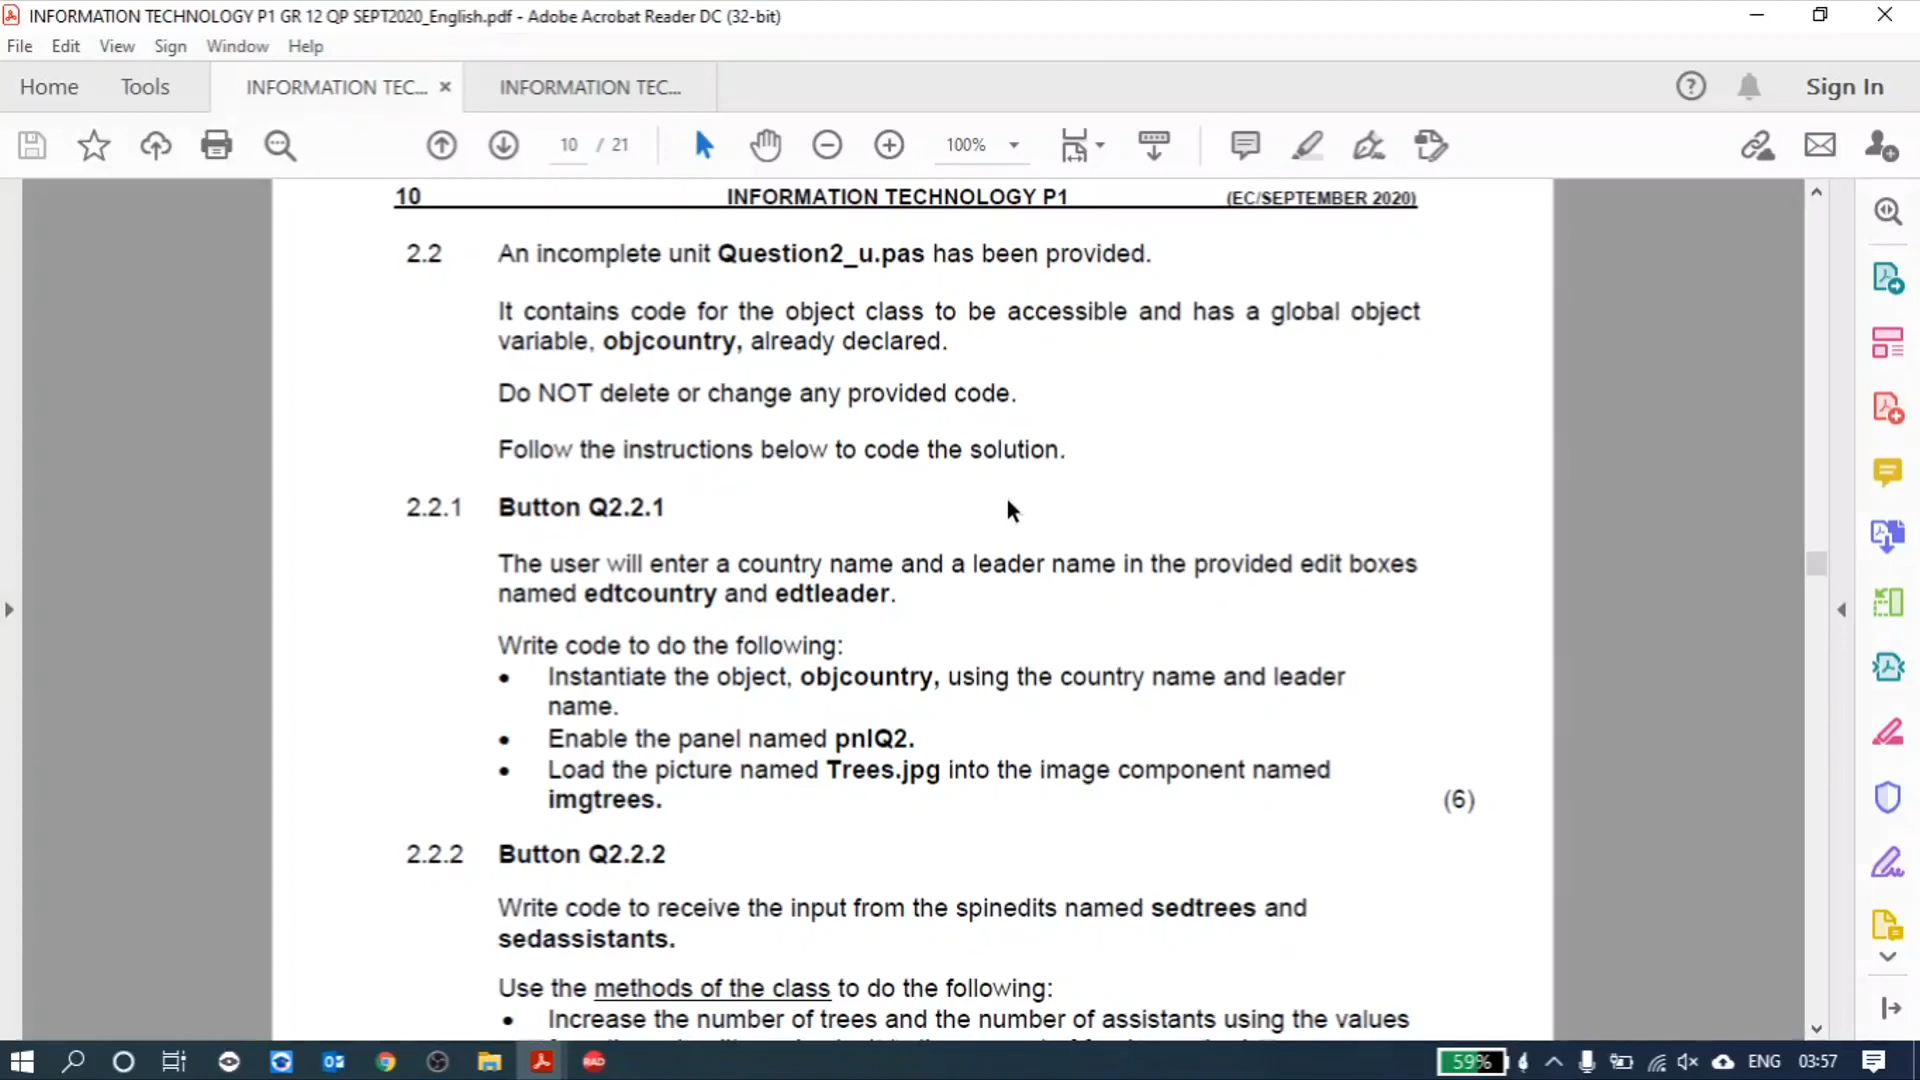 INFORMATION TECHNOLOGY P1 GR 12 QP SEPT2020_English.pdf - Adobe Acrobat Reader DC (32-bit)
File Edit View Sign Window Help
Home Tools INFORMATION TEC... × INFORMATION TEC... Sign In
10 / 21 100%
10 INFORMATION TECHNOLOGY P1 (EC/SEPTEMBER 2020)
2.2 An incomplete unit Question2_u.pas has been provided.
It contains code for the object class to be accessible and has a global object
variable, objcountry, already declared.
Do NOT delete or change any provided code.
Follow the instructions below to code the solution.
2.2.1 Button Q2.2.1
The user will enter a country name and a leader name in the provided edit boxes
named edtcountry and edtleader.
Write code to do the following:
• Instantiate the object, objcountry, using the country name and leader
name.
• Enable the panel named pnlQ2.
• Load the picture named Trees.jpg into the image component named
imgtrees. (6)
2.2.2 Button Q2.2.2
Write code to receive the input from the spinedits named sedtrees and
sedassistants.
Use the methods of the class to do the following:
• Increase the number of trees and the number of assistants using the values
RAD 59% ENG 03:57